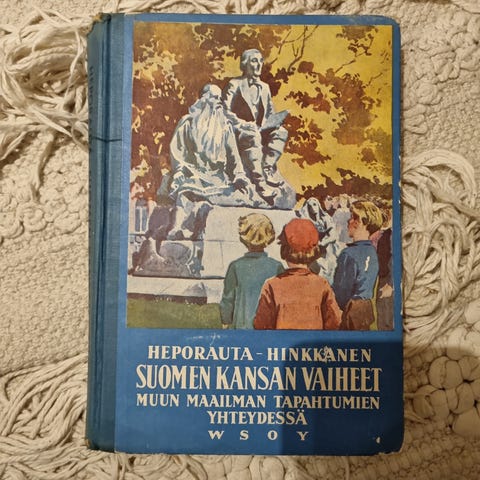 HEPORAUTA - HINKKANEN
SUOMEN KANSAN VAIHEET
MUUN MAAILMAN TAPAHTUMIEN
YHTEYDESSÄ
WSOY